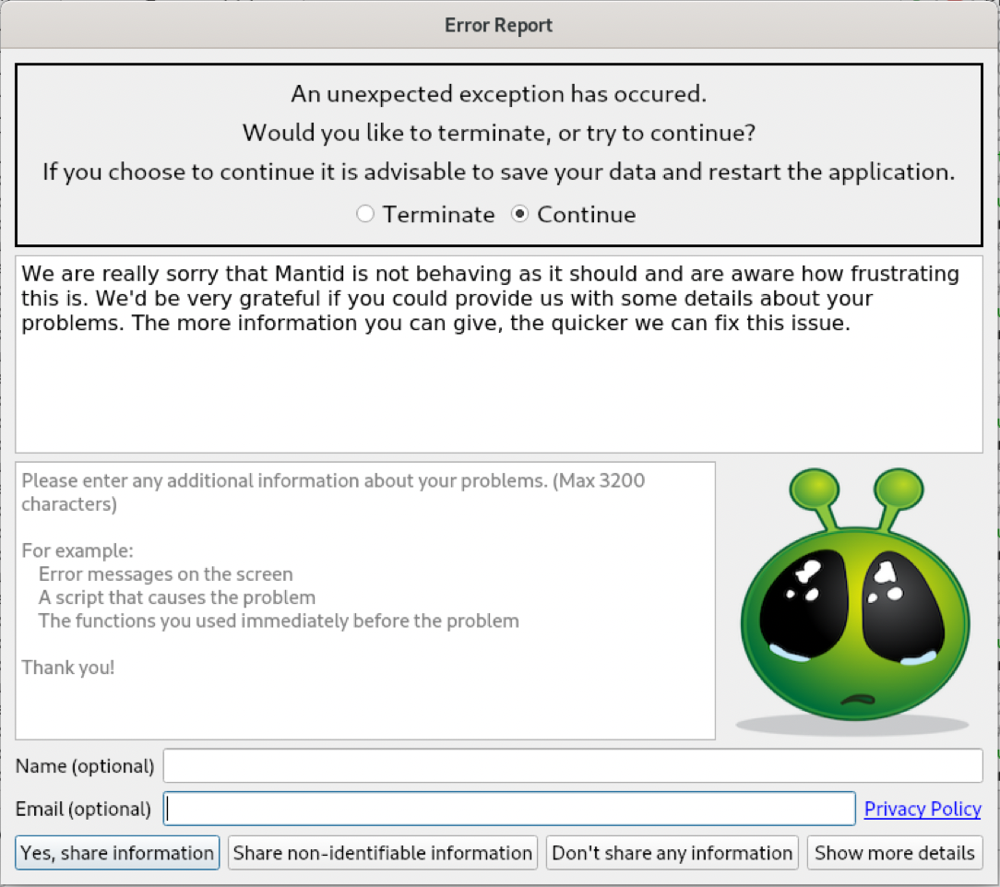 Error Report
An unexpected exception has occured.
Would you like to terminate, or try to continue?
If you choose to continue it is advisable to save your data and restart the application.
Terminate Continue
We are really sorry that Mantid is not behaving as it should and are aware how frustrating
this is. We'd be very grateful if you could provide us with some details about your
problems. The more information you can give, the quicker we can fix this issue.
Please enter any additional information about your problems. (Max 3200
characters)
For example:
Error messages on the screen
A script that causes the problem
The functions you used immediately before the problem
Thank you!
Name (optional)
Email (optional) Privacy Policy
Yes, share information Share non-identifiable information Don't share any information Show more details